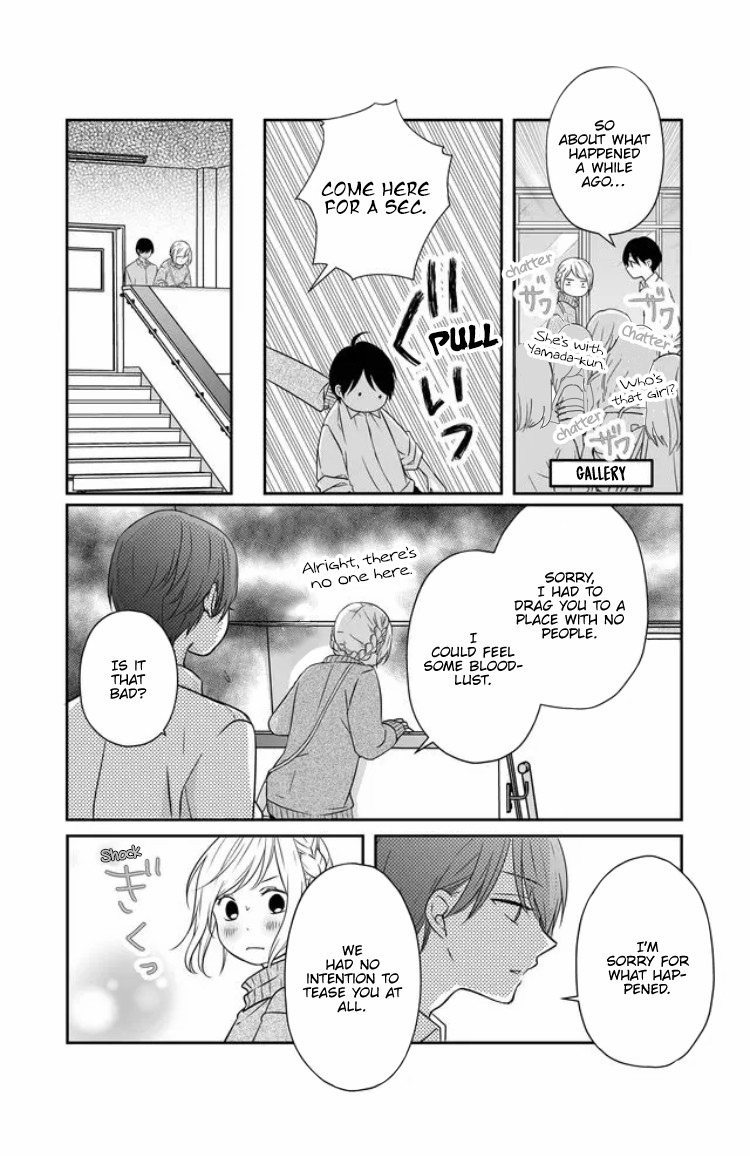 SO
ABOUT WHAT
HAPPENED
A WHILE
AGO...
chatter
ザワ
ザワ
Chatter
She's with
Yamada-kun.
Who's
that Girl?
chatter
ザワ
GALLERY
COME HERE
FOR A SEC.
ぐいっ
PULL
SORRY,
I HAD TO
DRAG YOU TO A
PLACE WITH NO
PEOPLE.
I
COULD FEEL
SOME BLOOD-
LUST.
Alright, there's
no one here.
IS IT
THAT
BAD?
I'M
SORRY FOR
WHAT HAP-
PENED.
WE
HAD NO
INTENTION TO
TEASE YOU AT
ALL.
Shock
ぎくっ